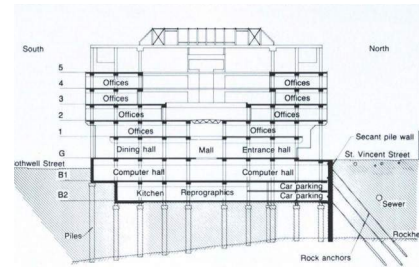 South
North
5
4
Offices
Offices
3
Offices
Offices
2
Offices
Offices
1
Offices
Offices
Secant pile wall
Dining hall
Mall
Entrance hall
G
St. Vincent Street
othwell Street
Computer hall
Computer hall
B1
Car parking
Kitchen
Reprographics
B2
Car parking
Sewer
Piles
Rockhe
Rock anchors